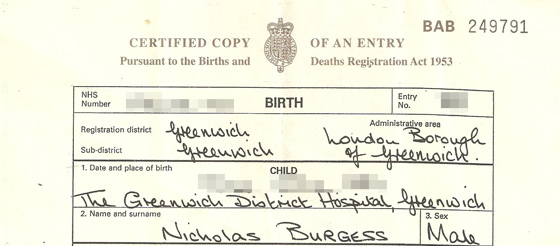 BAB 249791
CERTIFIED COPY OF AN ENTRY
Pursuant to the Births and Deaths Registration Act 1953
NHS Number
BIRTH
Entry No.
Administrative area
Registration district Greenwich London Borough
Sub-district Greenwich of Greenwich.
1. Date and place of birth CHILD
The Greenwich District Hospital, Greenwich
2. Name and surname 3. Sex
Nicholas BURGESS Male